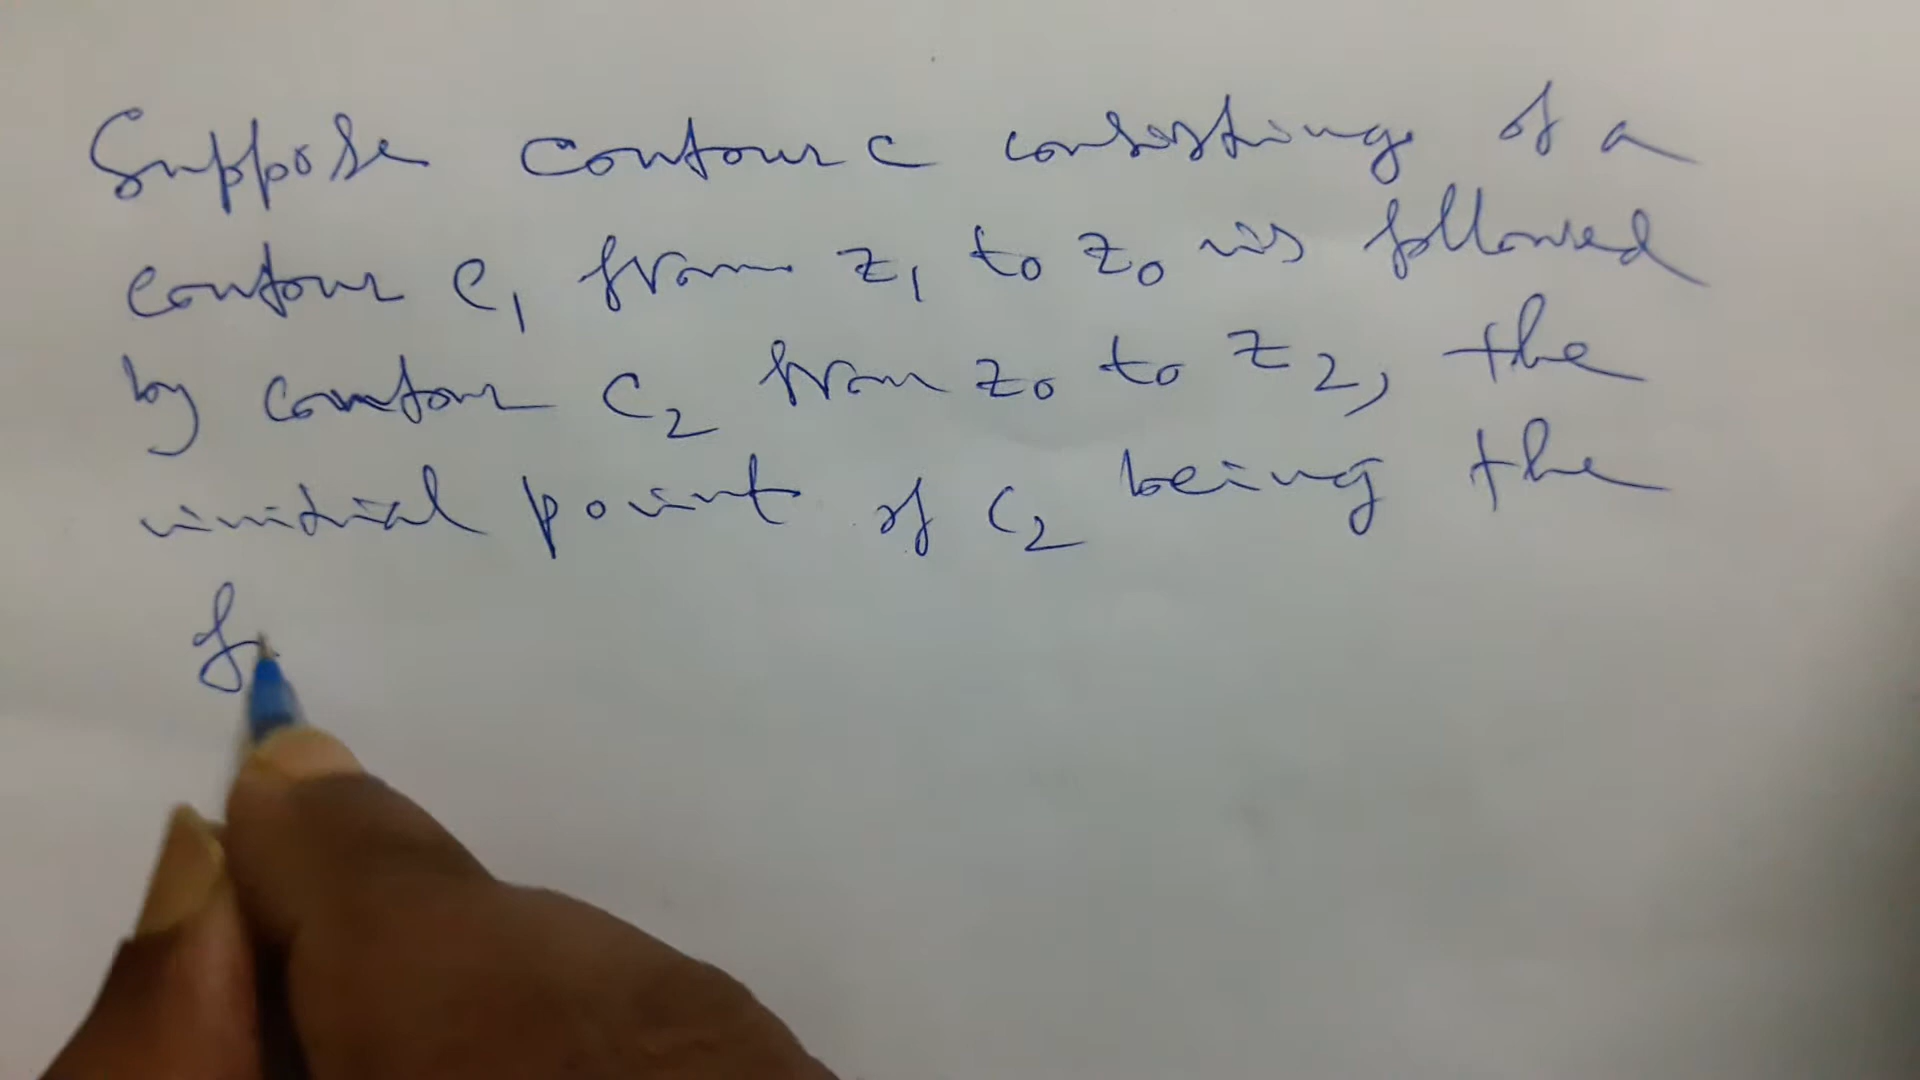 Suppose contour C consisting of a
contour C₁ from z₁ to z₀ is followed
by contour C₂ from z₀ to z₂, the
initial point of C₂ being the
f